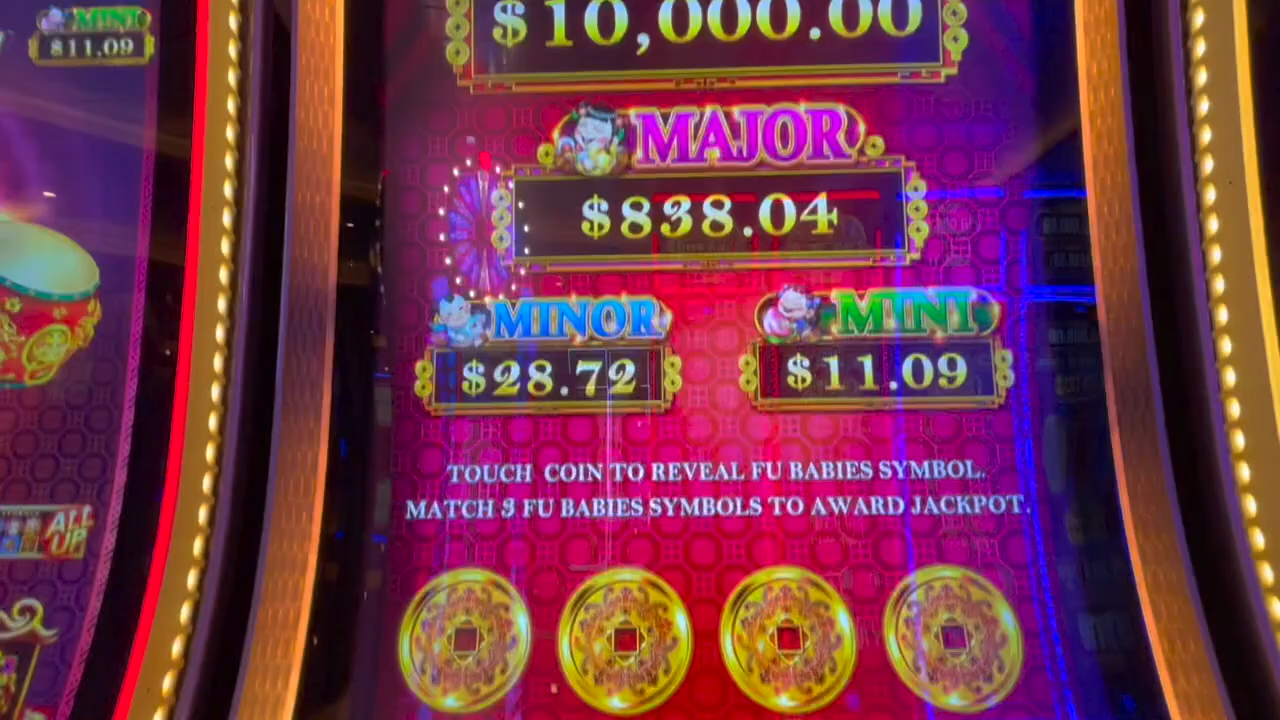 MINI
$11.09
$10,000.00
MAJOR
$838.04
MINOR
MINI
$28.72
$11.09
TOUCH COIN TO REVEAL FU BABIES SYMBOL.
MATCH 3 FU BABIES SYMBOLS TO AWARD JACKPOT.
ALL
UP